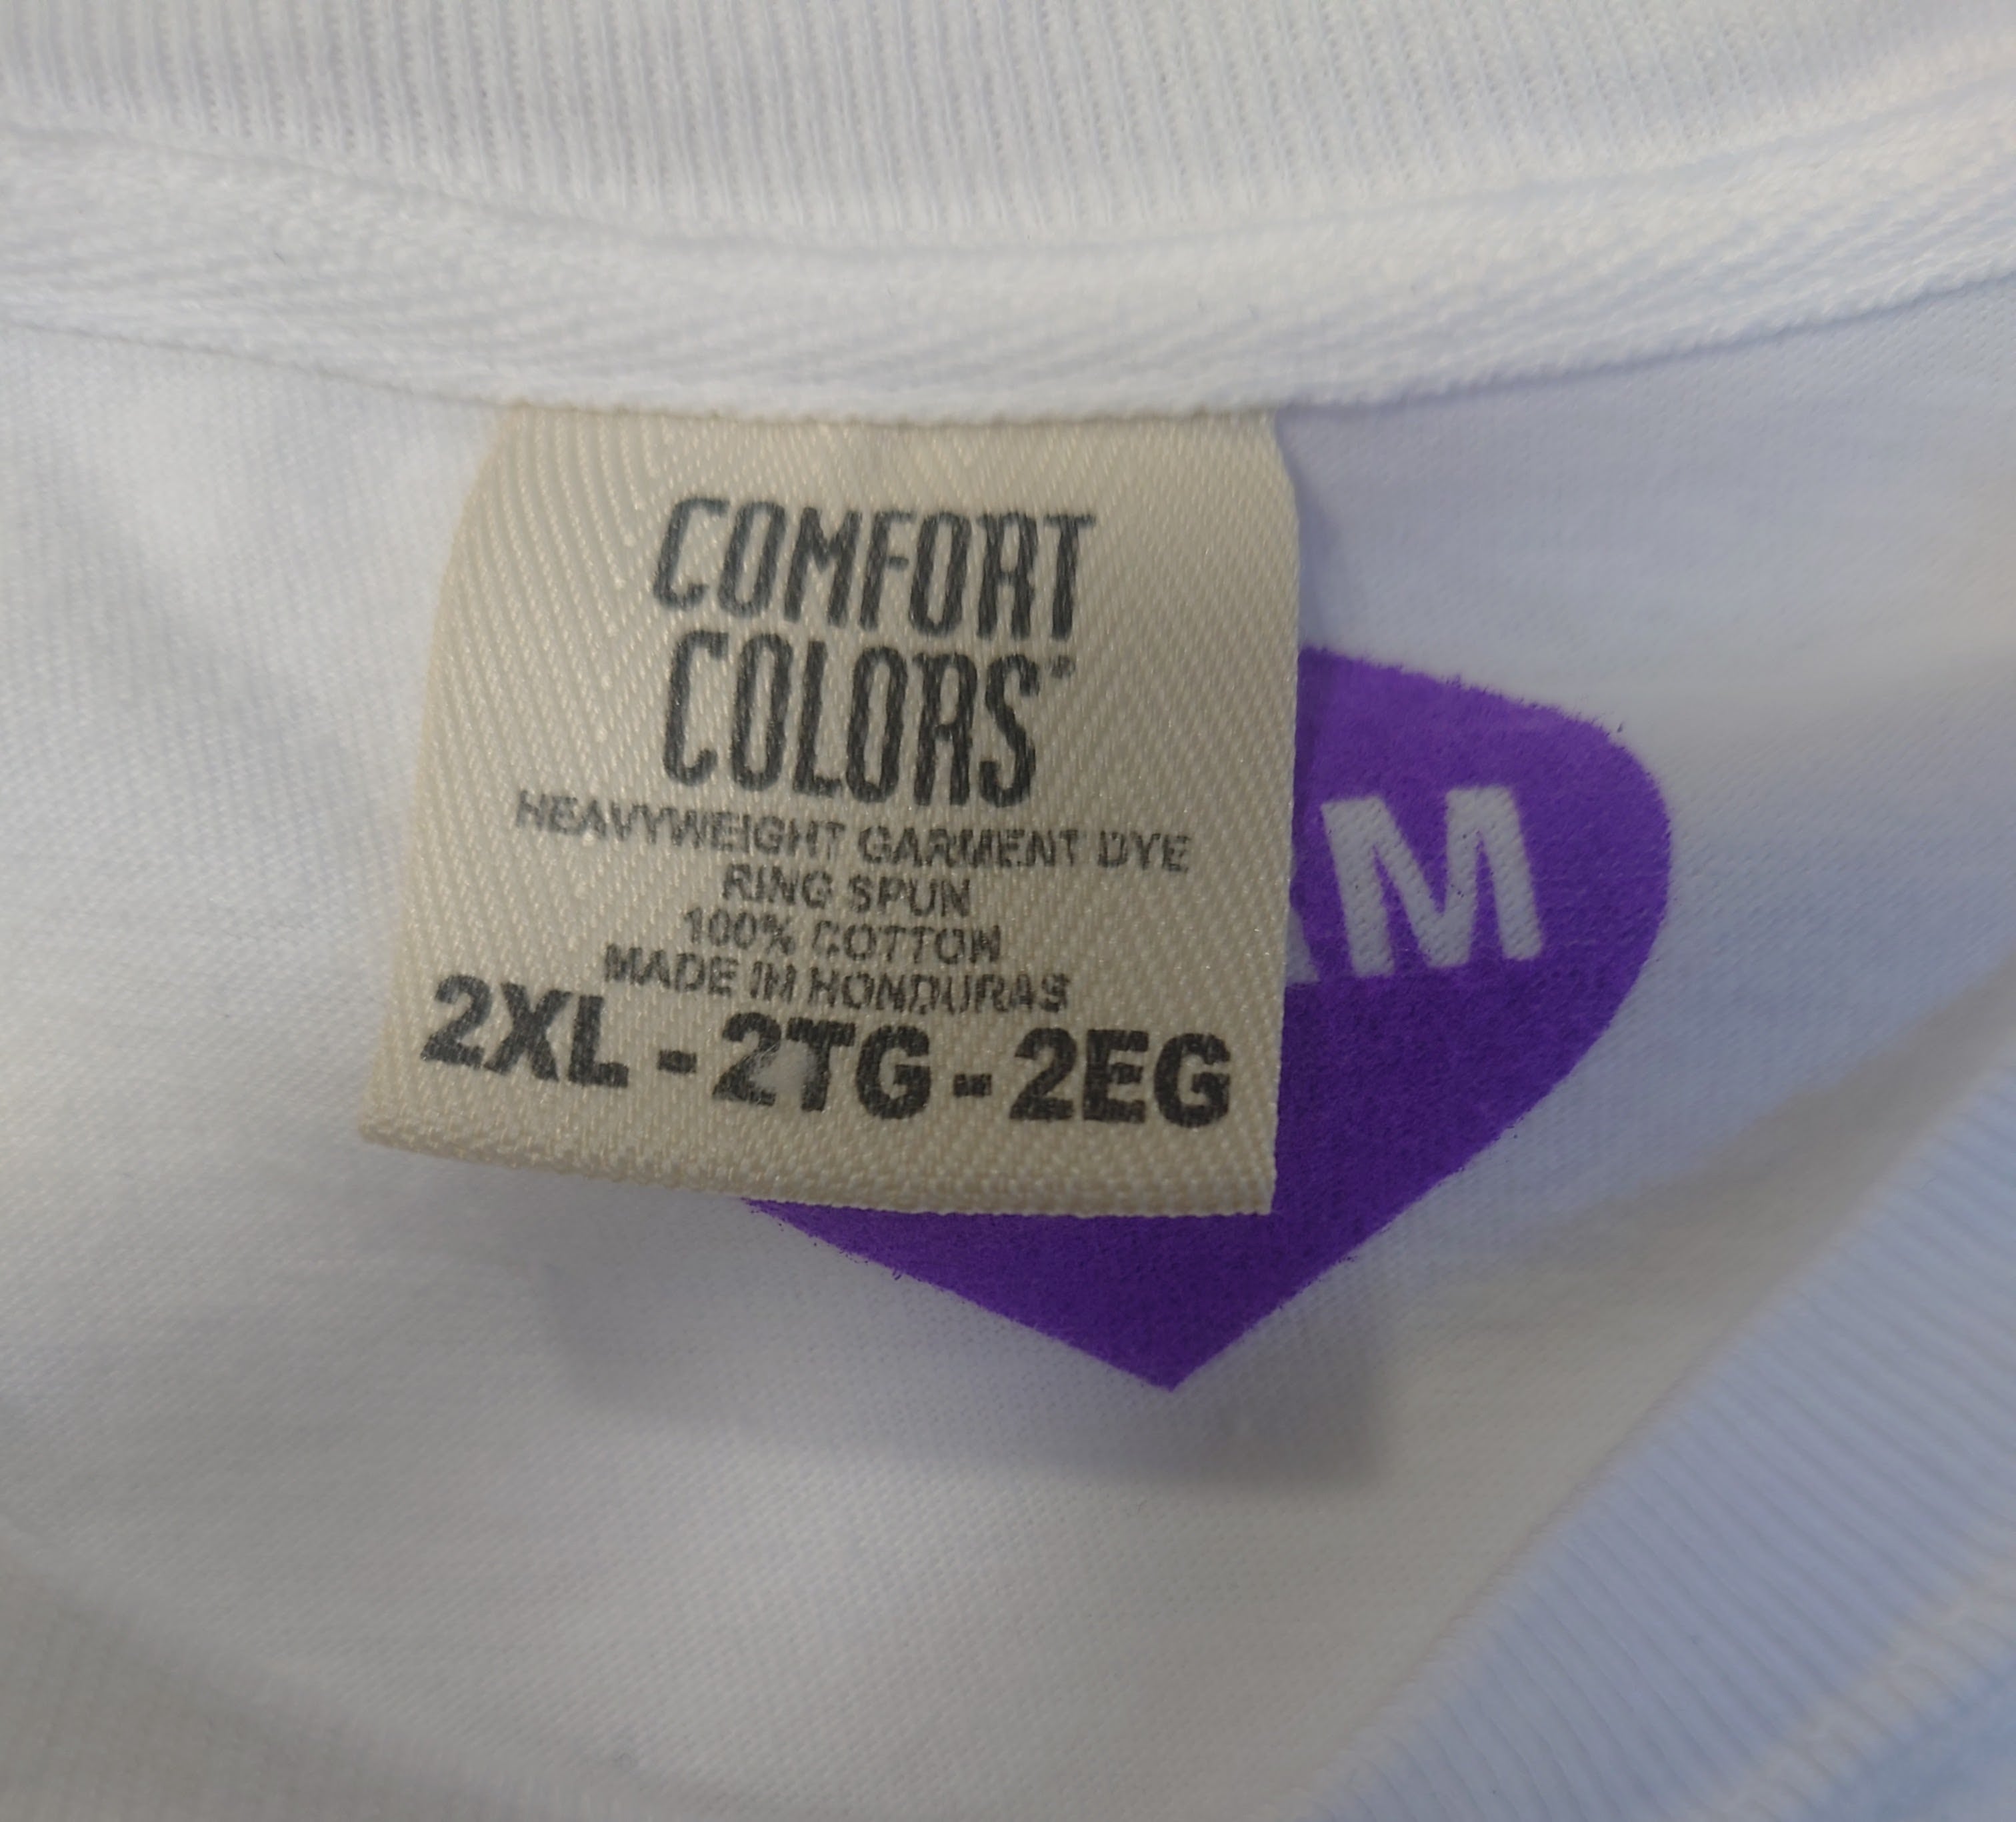 COMFORT
COLORS
HEAVYWEIGHT GARMENT DYE
RING SPUN
100% COTTON
MADE IN HONDURAS
2XL - 2TG - 2EG